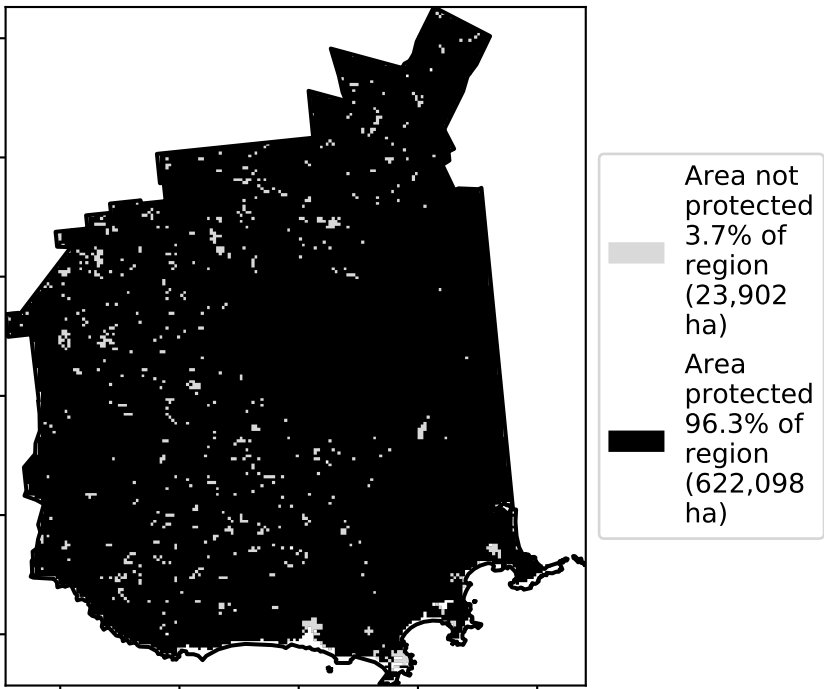 Area not
protected
3.7% of
region
(23,902
ha)
Area
protected
96.3% of
region
(622,098
ha)